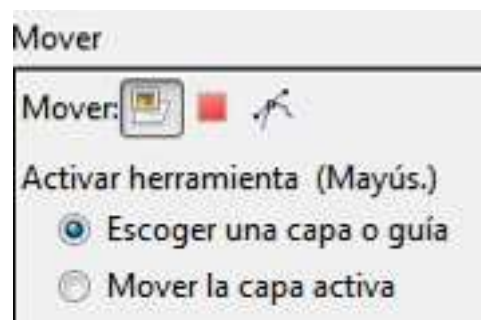 Mover
Mover:
Activar herramienta (Mayús.)
Escoger una capa o guía
Mover la capa activa